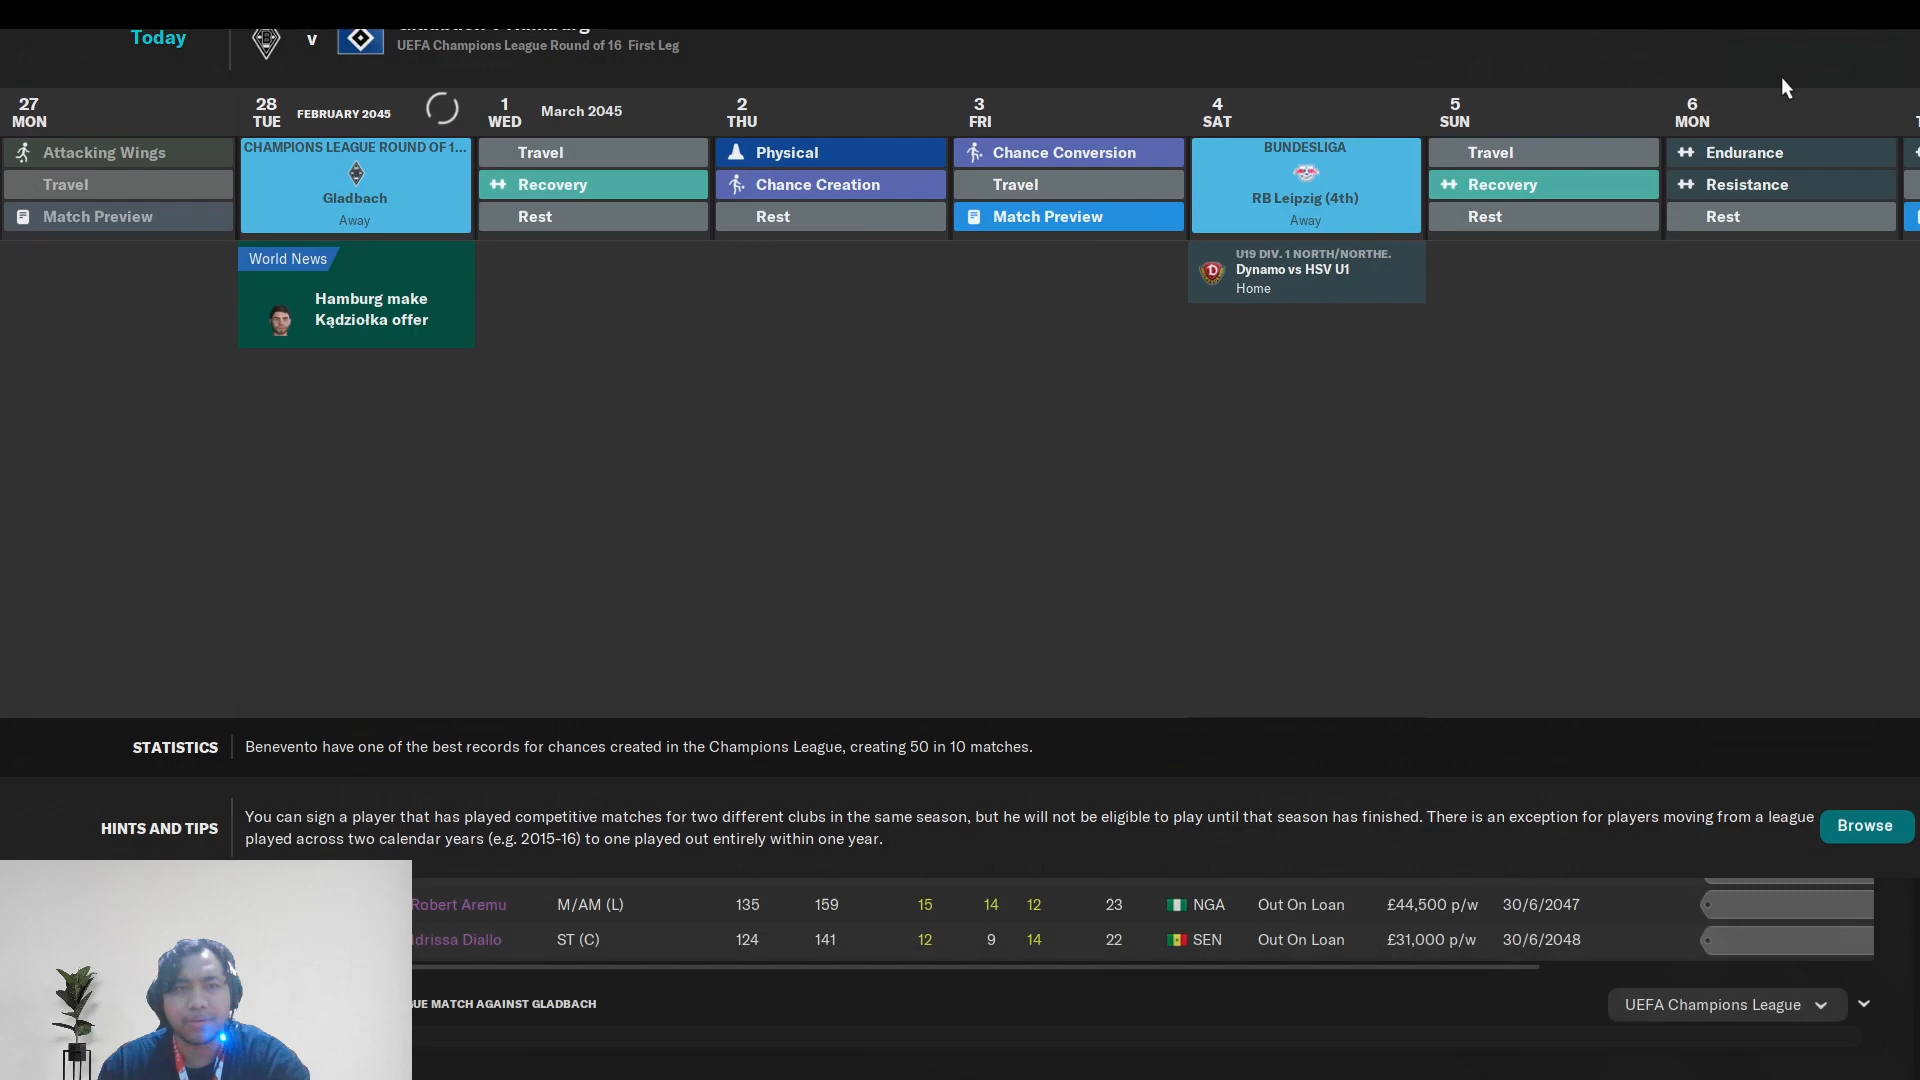 Today
v
UEFA Champions League Round of 16 First Leg
27
MON
28
TUE
FEBRUARY 2045
1
WED
March 2045
2
THU
3
FRI
4
SAT
5
SUN
6
MON
Attacking Wings
Travel
Match Preview
CHAMPIONS LEAGUE ROUND OF 1...
Gladbach
Away
Travel
Recovery
Rest
Physical
Chance Creation
Rest
Chance Conversion
Travel
Match Preview
BUNDESLIGA
RB Leipzig (4th)
Away
Travel
Recovery
Rest
Endurance
Resistance
Rest
World News
Hamburg make
Kądziołka offer
U19 DIV. 1 NORTH/NORTHE.
Dynamo vs HSV U1
Home
STATISTICS
Benevento have one of the best records for chances created in the Champions League, creating 50 in 10 matches.
HINTS AND TIPS
You can sign a player that has played competitive matches for two different clubs in the same season, but he will not be eligible to play until that season has finished. There is an exception for players moving from a league
played across two calendar years (e.g. 2015-16) to one played out entirely within one year.
Browse
Robert Aremu M/AM (L) 135 159 15 14 12 23 NGA Out On Loan £44,500 p/w 30/6/2047
Idrissa Diallo ST (C) 124 141 12 9 14 22 SEN Out On Loan £31,000 p/w 30/6/2048
GUE MATCH AGAINST GLADBACH
UEFA Champions League